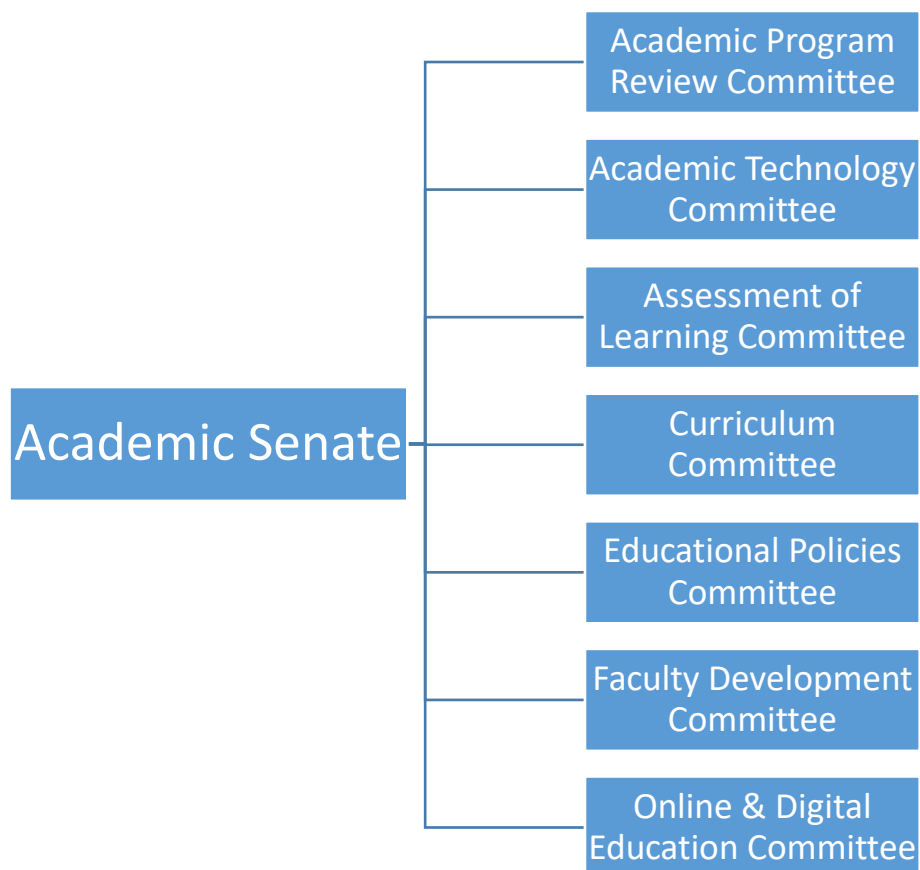 Academic Program
Review Committee
Academic Technology
Committee
Assessment of
Learning Committee
Academic Senate
Curriculum
Committee
Educational Policies
Committee
Faculty Development
Committee
Online & Digital
Education Committee